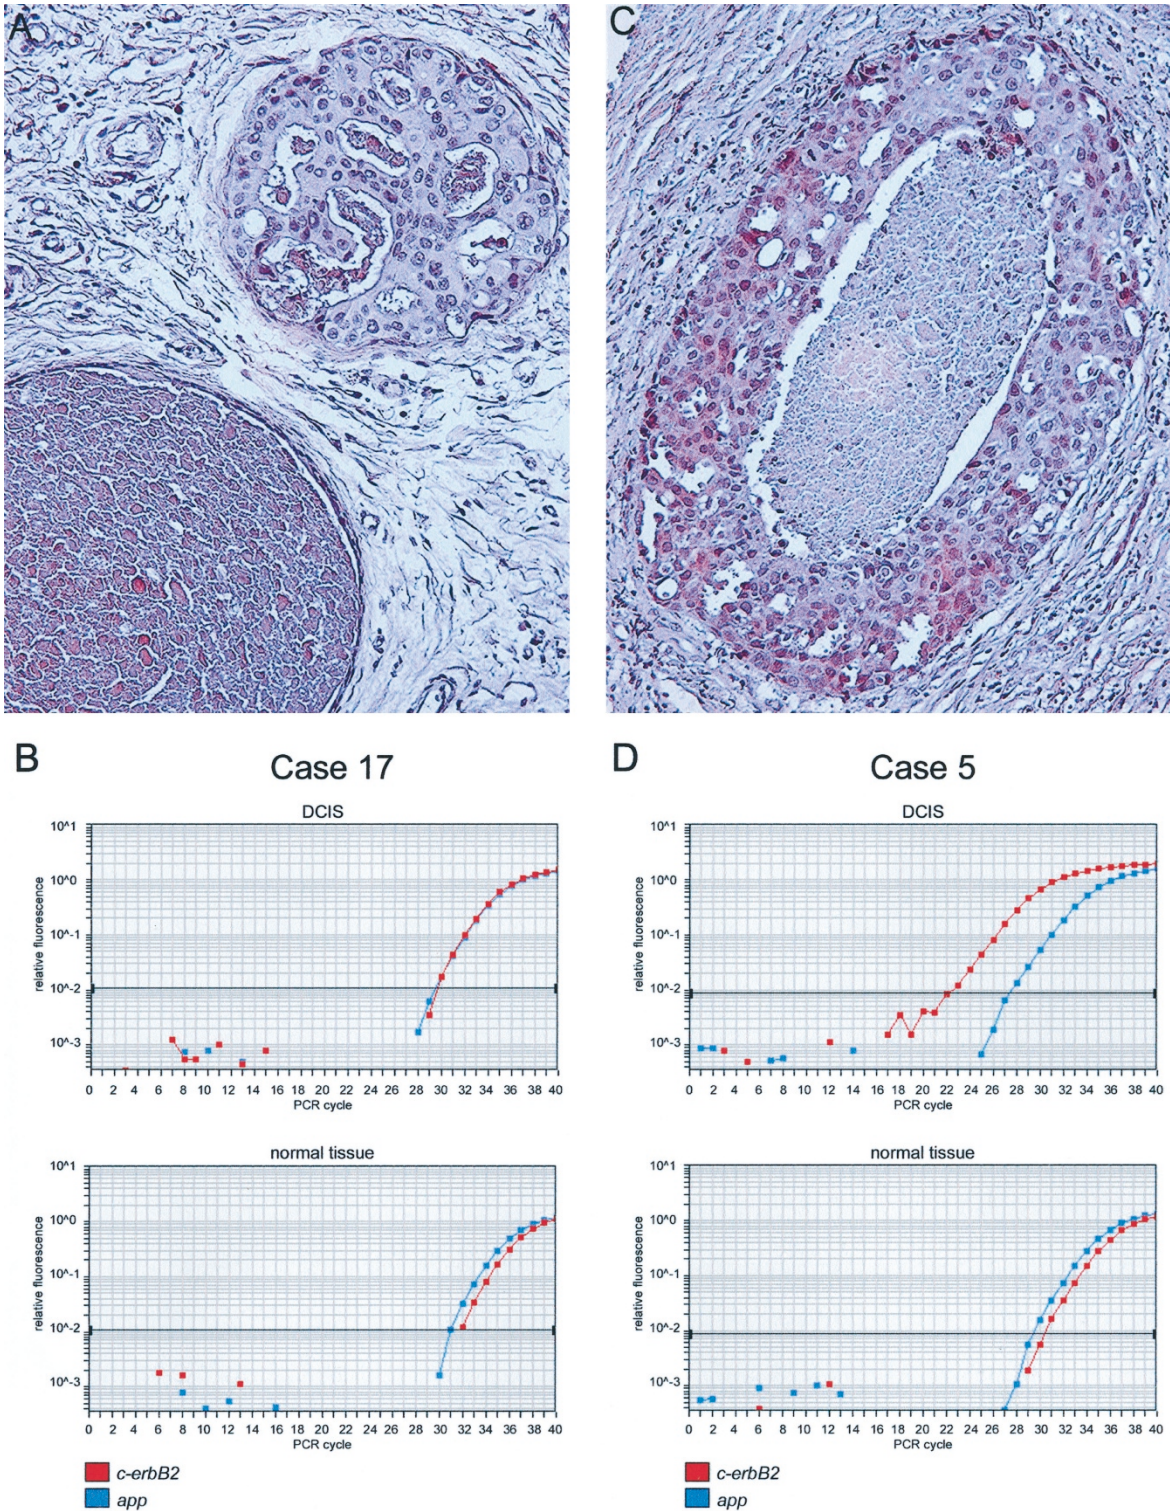 A
C
B
Case 17
DCIS
relative fluorescence
10^1
10^0
10^-1
10^-2
10^-3
0 2 4 6 8 10 12 14 16 18 20 22 24 26 28 30 32 34 36 38 40
PCR cycle
normal tissue
relative fluorescence
10^1
10^0
10^-1
10^-2
10^-3
0 2 4 6 8 10 12 14 16 18 20 22 24 26 28 30 32 34 36 38 40
PCR cycle
c-erbB2
app
D
Case 5
DCIS
relative fluorescence
10^1
10^0
10^-1
10^-2
10^-3
0 2 4 6 8 10 12 14 16 18 20 22 24 26 28 30 32 34 36 38 40
PCR cycle
normal tissue
relative fluorescence
10^1
10^0
10^-1
10^-2
10^-3
0 2 4 6 8 10 12 14 16 18 20 22 24 26 28 30 32 34 36 38 40
PCR cycle
c-erbB2
app